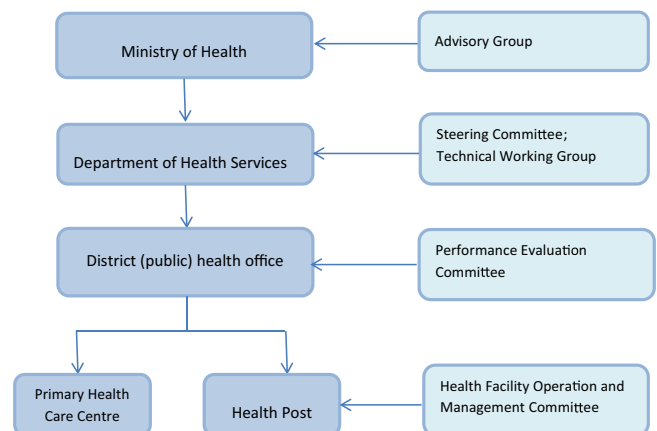 Ministry of Health
Advisory Group
Department of Health Services
Steering Committee;
Technical Working Group
District (public) health office
Performance Evaluation
Committee
Primary Health
Care Centre
Health Post
Health Facility Operation and
Management Committee